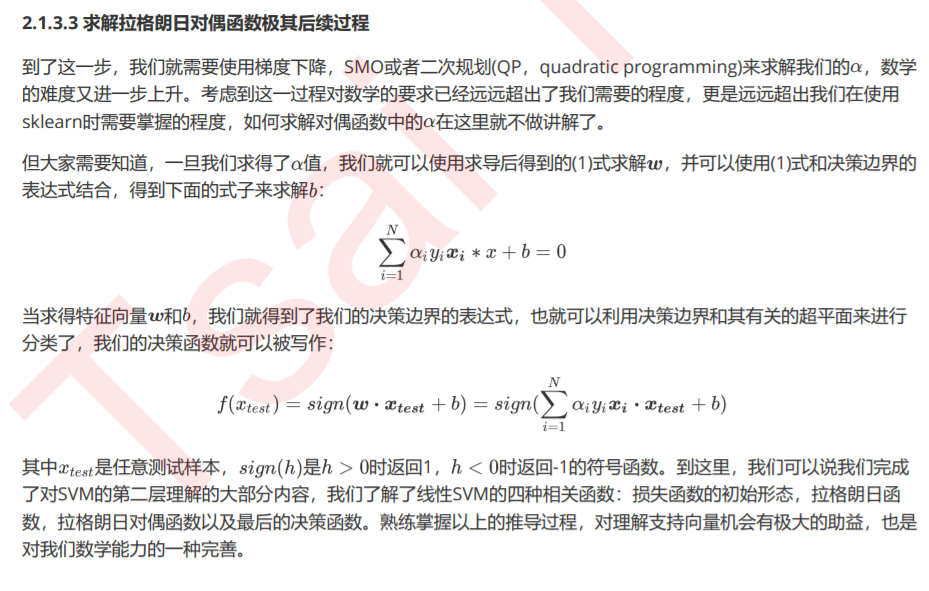 2.1.3.3 求解拉格朗日对偶函数极其后续过程
到了这一步，我们就需要使用梯度下降，SMO或者二次规划(QP，quadratic programming)来求解我们的α，数学
的难度又进一步上升。考虑到这一过程对数学的要求已经远远超出了我们需要的程度，更是远远超出我们在使用
sklearn时需要掌握的程度，如何求解对偶函数中的α在这里就不做讲解了。
但大家需要知道，一旦我们求得了α值，我们就可以使用求导后得到的(1)式求解w，并可以使用(1)式和决策边界的
表达式结合，得到下面的式子来求解b：
∑_{i=1}^{N} α_i y_i x_i * x + b = 0
当求得特征向量w和b，我们就得到了我们的决策边界的表达式，也就可以利用决策边界和其有关的超平面来进行
分类了，我们的决策函数就可以被写作：
f(x_{test}) = sign(w · x_{test} + b) = sign(∑_{i=1}^{N} α_i y_i x_i · x_{test} + b)
其中x_{test}是任意测试样本，sign(h)是h > 0时返回1，h < 0时返回-1的符号函数。到这里，我们可以说我们完成
了对SVM的第二层理解的大部分内容，我们了解了线性SVM的四种相关函数：损失函数的初始形态，拉格朗日函
数，拉格朗日对偶函数以及最后的决策函数。熟练掌握以上的推导过程，对理解支持向量机会有极大的助益，也是
对我们数学能力的一种完善。
Tsai T